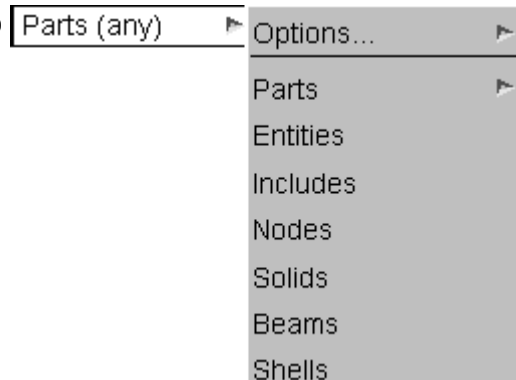 Parts (any)
Options...
Parts
Entities
Includes
Nodes
Solids
Beams
Shells